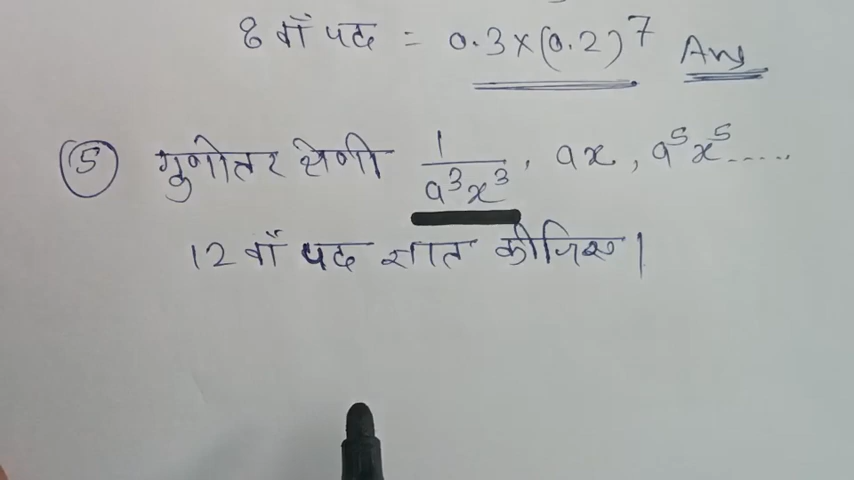 8 वाँ पद = 0.3×(0.2)⁷ Ans
(5) गुणोतर श्रेणी 1/(a³x³), ax, a⁵x⁵.....
12 वाँ पद ज्ञात कीजिए।